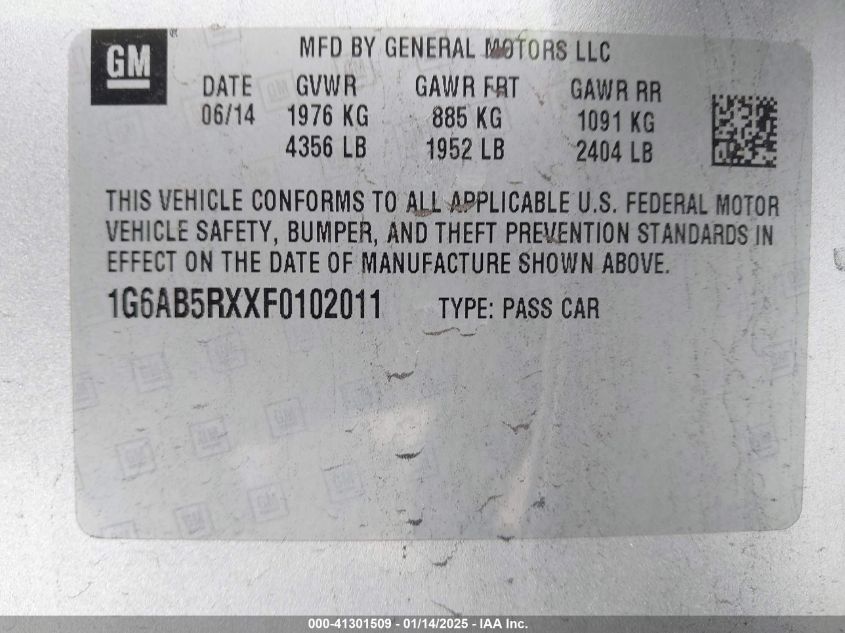 GM
MFD BY GENERAL MOTORS LLC
DATE GVWR GAWR FRT GAWR RR
06/14 1976 KG 885 KG 1091 KG
4356 LB 1952 LB 2404 LB
THIS VEHICLE CONFORMS TO ALL APPLICABLE U.S. FEDERAL MOTOR
VEHICLE SAFETY, BUMPER, AND THEFT PREVENTION STANDARDS IN
EFFECT ON THE DATE OF MANUFACTURE SHOWN ABOVE.
1G6AB5RXXF0102011 TYPE: PASS CAR
000-41301509 - 01/14/2025 - IAA Inc.